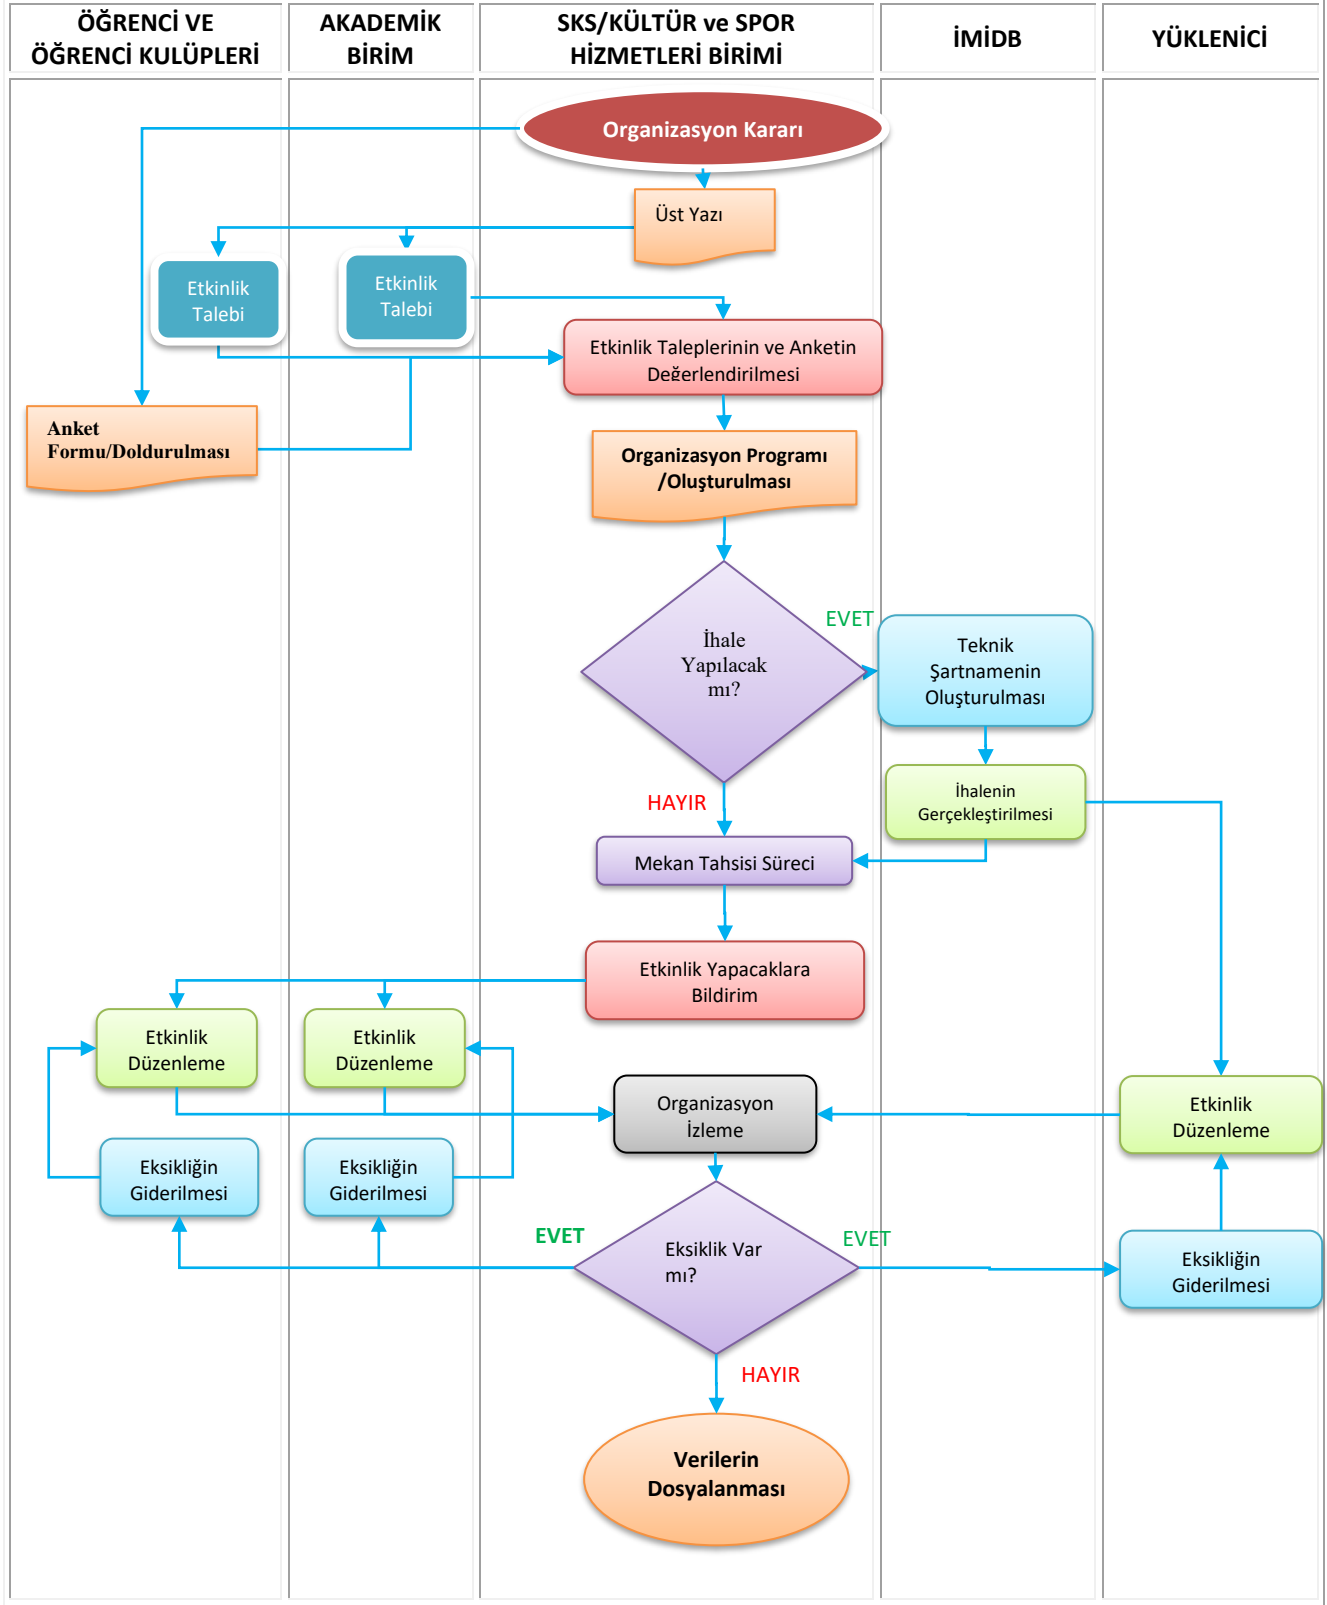 ÖĞRENCİ VE
ÖĞRENCİ KULÜPLERİ
AKADEMİK
BİRİM
SKS/KÜLTÜR ve SPOR
HİZMETLERİ BİRİMİ
İMİDB
YÜKLENİCİ
Organizasyon Kararı
Üst Yazı
Etkinlik
Talebi
Etkinlik
Talebi
Etkinlik Taleplerinin ve Anketin
Değerlendirilmesi
Anket
Formu/Doldurulması
Organizasyon Programı
/Oluşturulması
İhale
Yapılacak
mı?
EVET
Teknik
Şartnamenin
Oluşturulması
HAYIR
İhalenin
Gerçekleştirilmesi
Mekan Tahsisi Süreci
Etkinlik Yapacaklara
Bildirim
Etkinlik
Düzenleme
Etkinlik
Düzenleme
Organizasyon
İzleme
Etkinlik
Düzenleme
Eksikliğin
Giderilmesi
Eksikliğin
Giderilmesi
EVET
Eksiklik Var
mı?
EVET
Eksikliğin
Giderilmesi
HAYIR
Verilerin
Dosyalanması